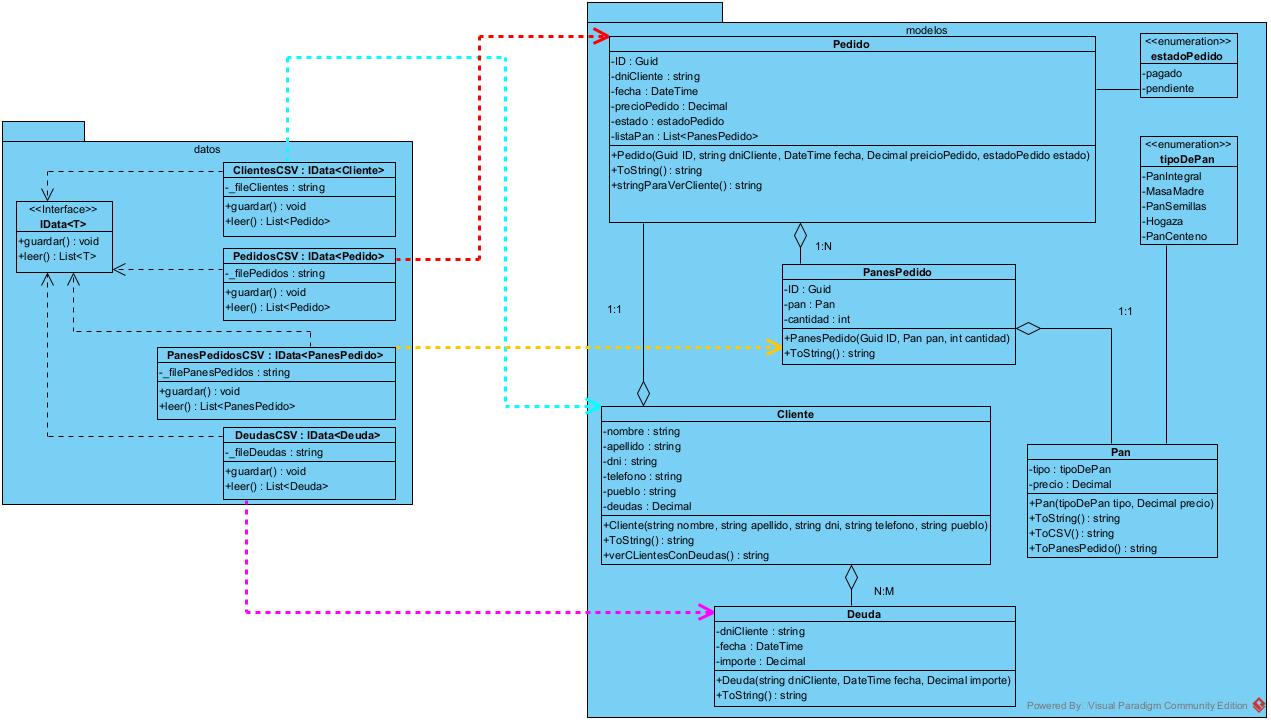 datos
ClientesCSV : IData<Cliente>
-_fileClientes : string
+guardar() : void
+leer() : List<Pedido>
<<Interface>>
IData<T>
+guardar() : void
+leer() : List<T>
PedidosCSV : IData<Pedido>
-_filePedidos : string
+guardar() : void
+leer() : List<Pedido>
PanesPedidosCSV : IData<PanesPedido>
-_filePanesPedidos : string
+guardar() : void
+leer() : List<PanesPedido>
DeudasCSV : IData<Deuda>
-_fileDeudas : string
+guardar() : void
+leer() : List<Deuda>
modelos
Pedido
-ID : Guid
-dniCliente : string
-fecha : DateTime
-precioPedido : Decimal
-estado : estadoPedido
-listaPan : List<PanesPedido>
+Pedido(Guid ID, string dniCliente, DateTime fecha, Decimal preicioPedido, estadoPedido estado)
+ToString() : string
+stringParaVerCliente() : string
<<enumeration>>
estadoPedido
-pagado
-pendiente
<<enumeration>>
tipoDePan
-PanIntegral
-MasaMadre
-PanSemillas
-Hogaza
-PanCenteno
1:N
PanesPedido
-ID : Guid
-pan : Pan
-cantidad : int
+PanesPedido(Guid ID, Pan pan, int cantidad)
+ToString() : string
1:1
1:1
Cliente
-nombre : string
-apellido : string
-dni : string
-telefono : string
-pueblo : string
-deudas : Decimal
+Cliente(string nombre, string apellido, string dni, string telefono, string pueblo)
+ToString() : string
+verCLientesConDeudas() : string
Pan
-tipo : tipoDePan
-precio : Decimal
+Pan(tipoDePan tipo, Decimal precio)
+ToString() : string
+ToCSV() : string
+ToPanesPedido() : string
N:M
Deuda
-dniCliente : string
-fecha : DateTime
-importe : Decimal
+Deuda(string dniCliente, DateTime fecha, Decimal importe)
+ToString() : string
Powered By: Visual Paradigm Community Edition